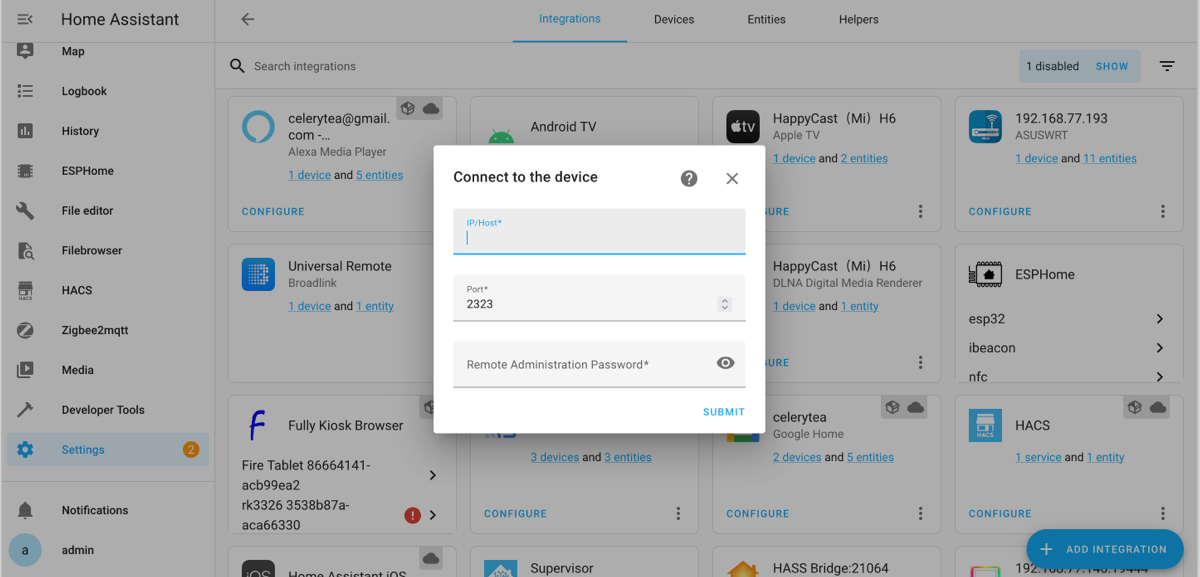 Home Assistant
Map
Logbook
History
ESPHome
File editor
Filebrowser
HACS
HACS
Zigbee2mqtt
Media
Developer Tools
Settings
2
Notifications
a
admin
Integrations
Devices
Entities
Helpers
Search integrations
1 disabled
SHOW
celerytea@gmail.
com -...
Alexa Media Player
1 device and 5 entities
CONFIGURE
Android TV
tv
HappyCast（Mi）H6
Apple TV
1 device and 2 entities
URE
192.168.77.193
ASUSWRT
1 device and 11 entities
CONFIGURE
Universal Remote
Broadlink
1 device and 1 entity
HappyCast（Mi）H6
DLNA Digital Media Renderer
1 device and 1 entity
URE
ESPHome
esp32
ibeacon
nfc
Connect to the device
?
IP/Host*
Port*
2323
Remote Administration Password*
SUBMIT
f
Fully Kiosk Browser
Fire Tablet 86664141-
acb99ea2
rk3326 3538b87a-
aca66330
!
3 devices and 3 entities
CONFIGURE
celerytea
Google Home
2 devices and 5 entities
CONFIGURE
HACS
HACS
1 service and 1 entity
CONFIGURE
iOS
Home Assistant iOS
Supervisor
HASS Bridge:21064
192.168.77.140:19444
ADD INTEGRATION